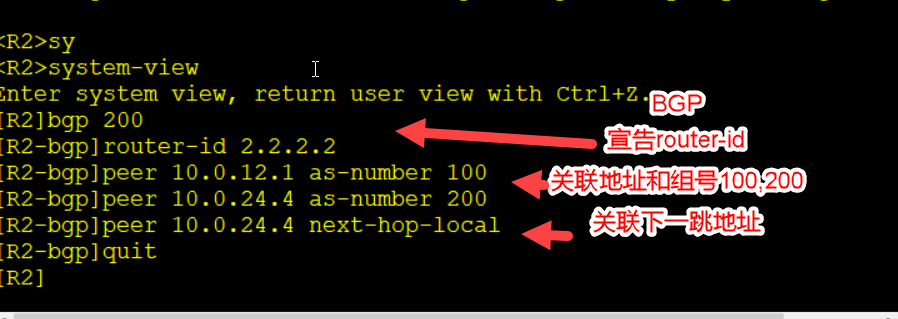 <R2>sy
<R2>system-view
Enter system view, return user view with Ctrl+Z.
BGP
[R2]bgp 200
宣告router-id
[R2-bgp]router-id 2.2.2.2
[R2-bgp]peer 10.0.12.1 as-number 100
关联地址和组号100,200
[R2-bgp]peer 10.0.24.4 as-number 200
[R2-bgp]peer 10.0.24.4 next-hop-local
关联下一跳地址
[R2-bgp]quit
[R2]